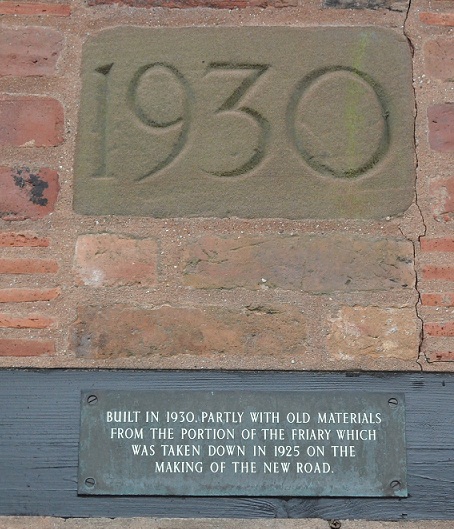 1930
BUILT IN 1930. PARTLY WITH OLD MATERIALS
FROM THE PORTION OF THE FRIARY WHICH
WAS TAKEN DOWN IN 1925 ON THE
MAKING OF THE NEW ROAD.